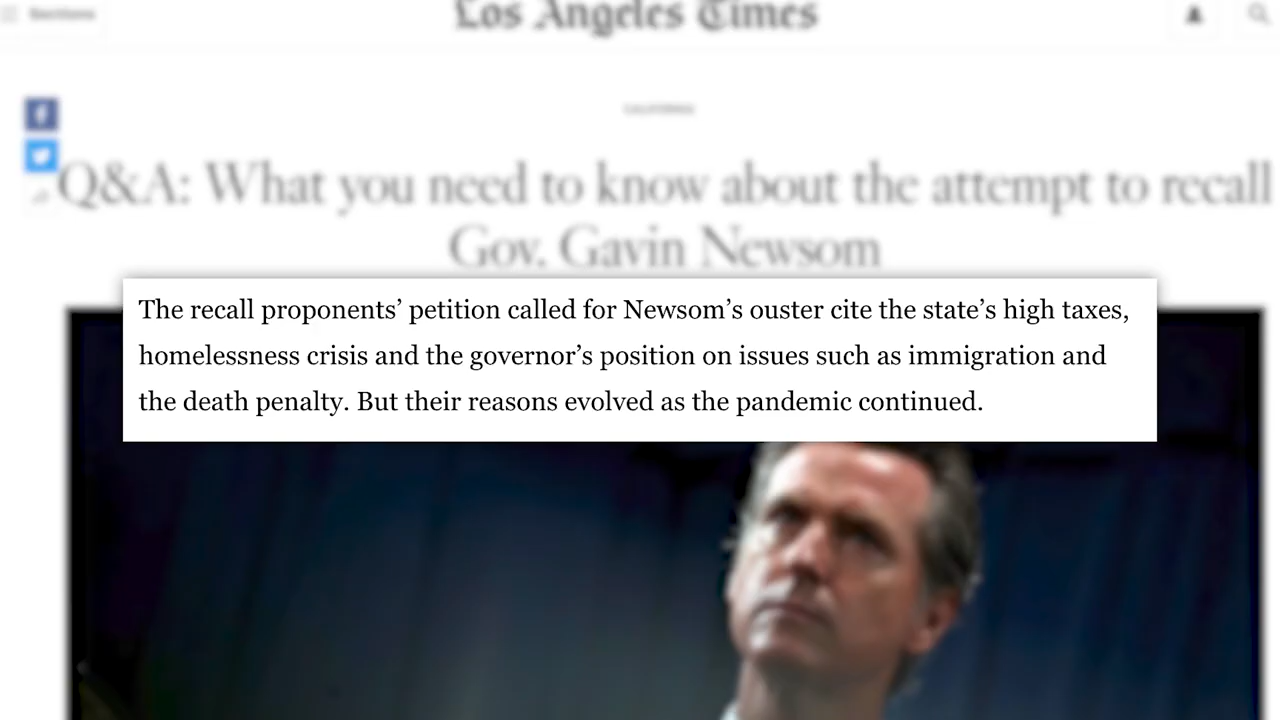 Sections
Los Angeles Times
CALIFORNIA
Q&A: What you need to know about the attempt to recall
Gov. Gavin Newsom
The recall proponents’ petition called for Newsom’s ouster cite the state’s high taxes,
homelessness crisis and the governor’s position on issues such as immigration and
the death penalty. But their reasons evolved as the pandemic continued.